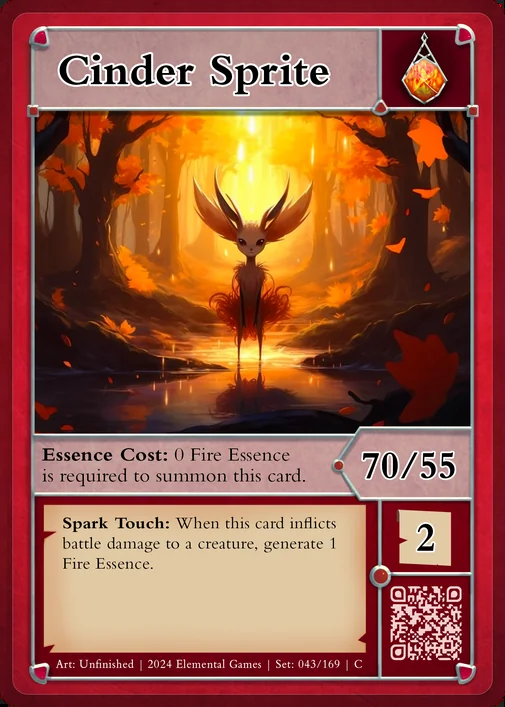 Cinder Sprite
Essence Cost: 0 Fire Essence
is required to summon this card.
70/55
Spark Touch: When this card inflicts
battle damage to a creature, generate 1
Fire Essence.
2
Art: Unfinished | 2024 Elemental Games | Set: 043/169 | C